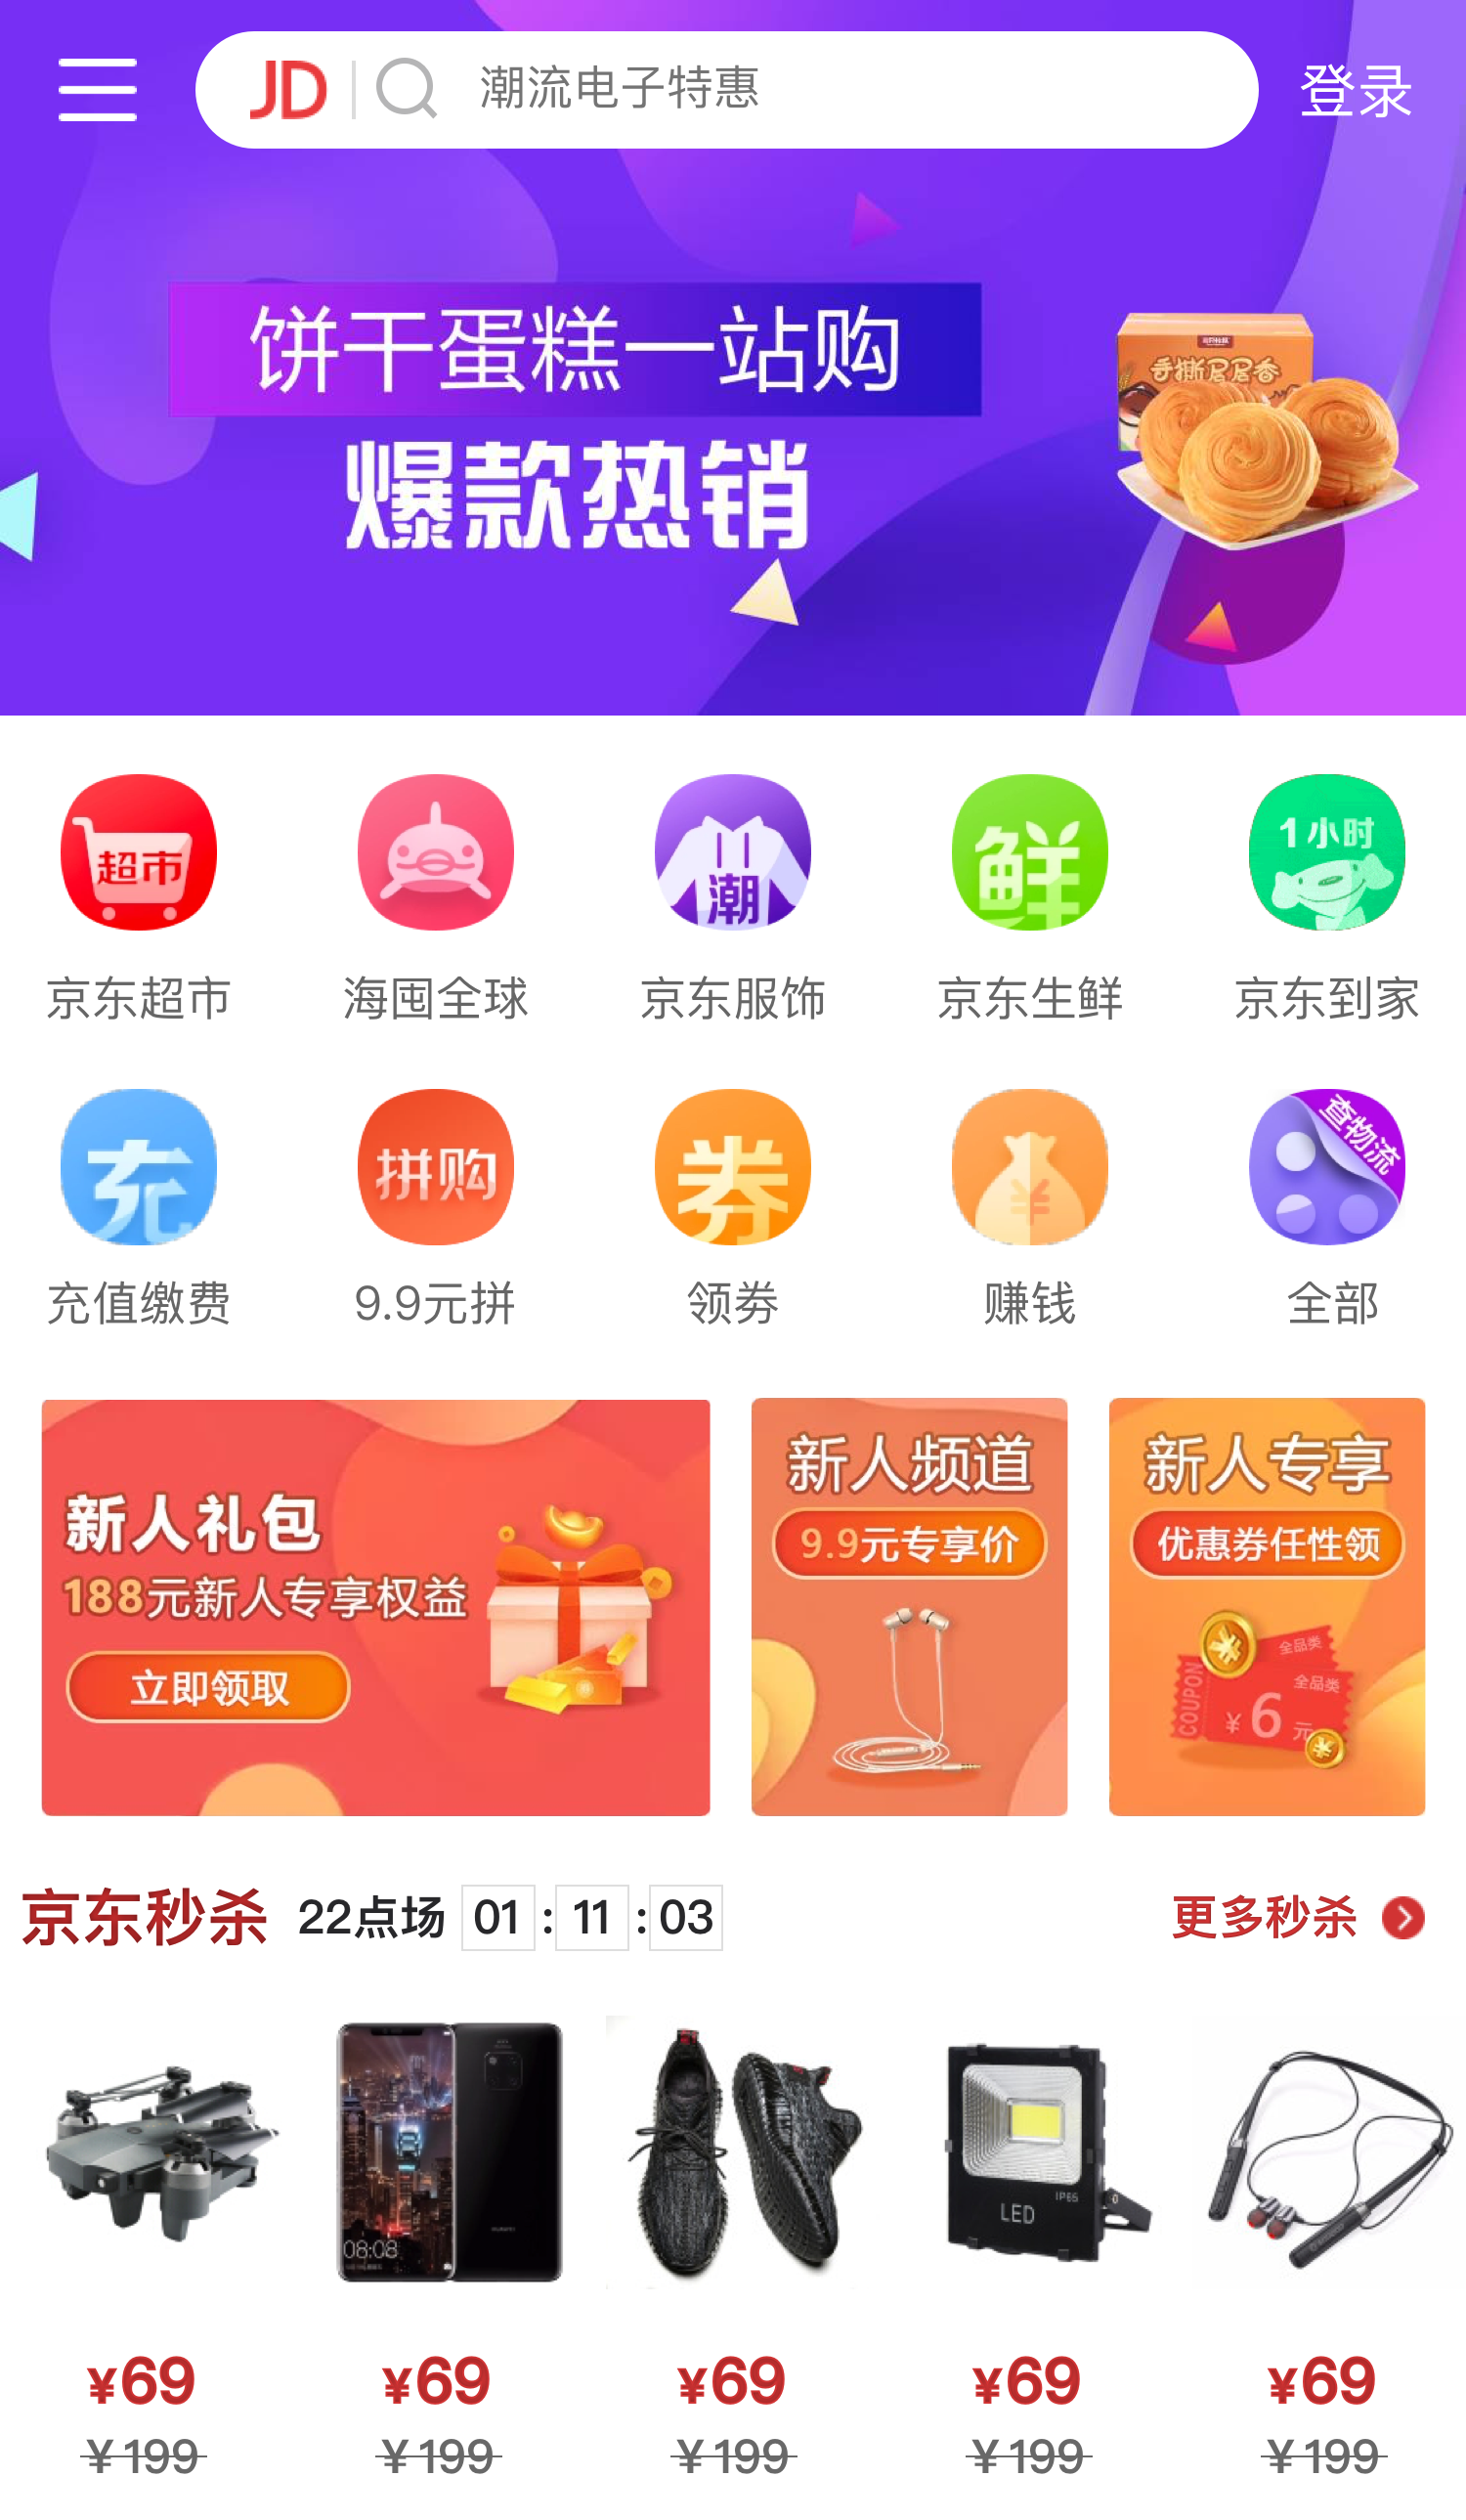 JD 潮流电子特惠 登录
饼干蛋糕一站购
爆款热销
手撕层层香
超市
潮
鲜
1小时
京东超市 海囤全球 京东服饰 京东生鲜 京东到家
充
拼购
券
¥
查物流
充值缴费 9.9元拼 领券 赚钱 全部
新人礼包
188元新人专享权益
立即领取
新人频道
9.9元专享价
新人专享
优惠券任性领
全品类
全品类
COUPON
¥6元
京东秒杀 22点场 01 : 11 : 03 更多秒杀
08:08
HUAWEI
LED
IP65
¥69 ¥69 ¥69 ¥69 ¥69
¥199 ¥199 ¥199 ¥199 ¥199